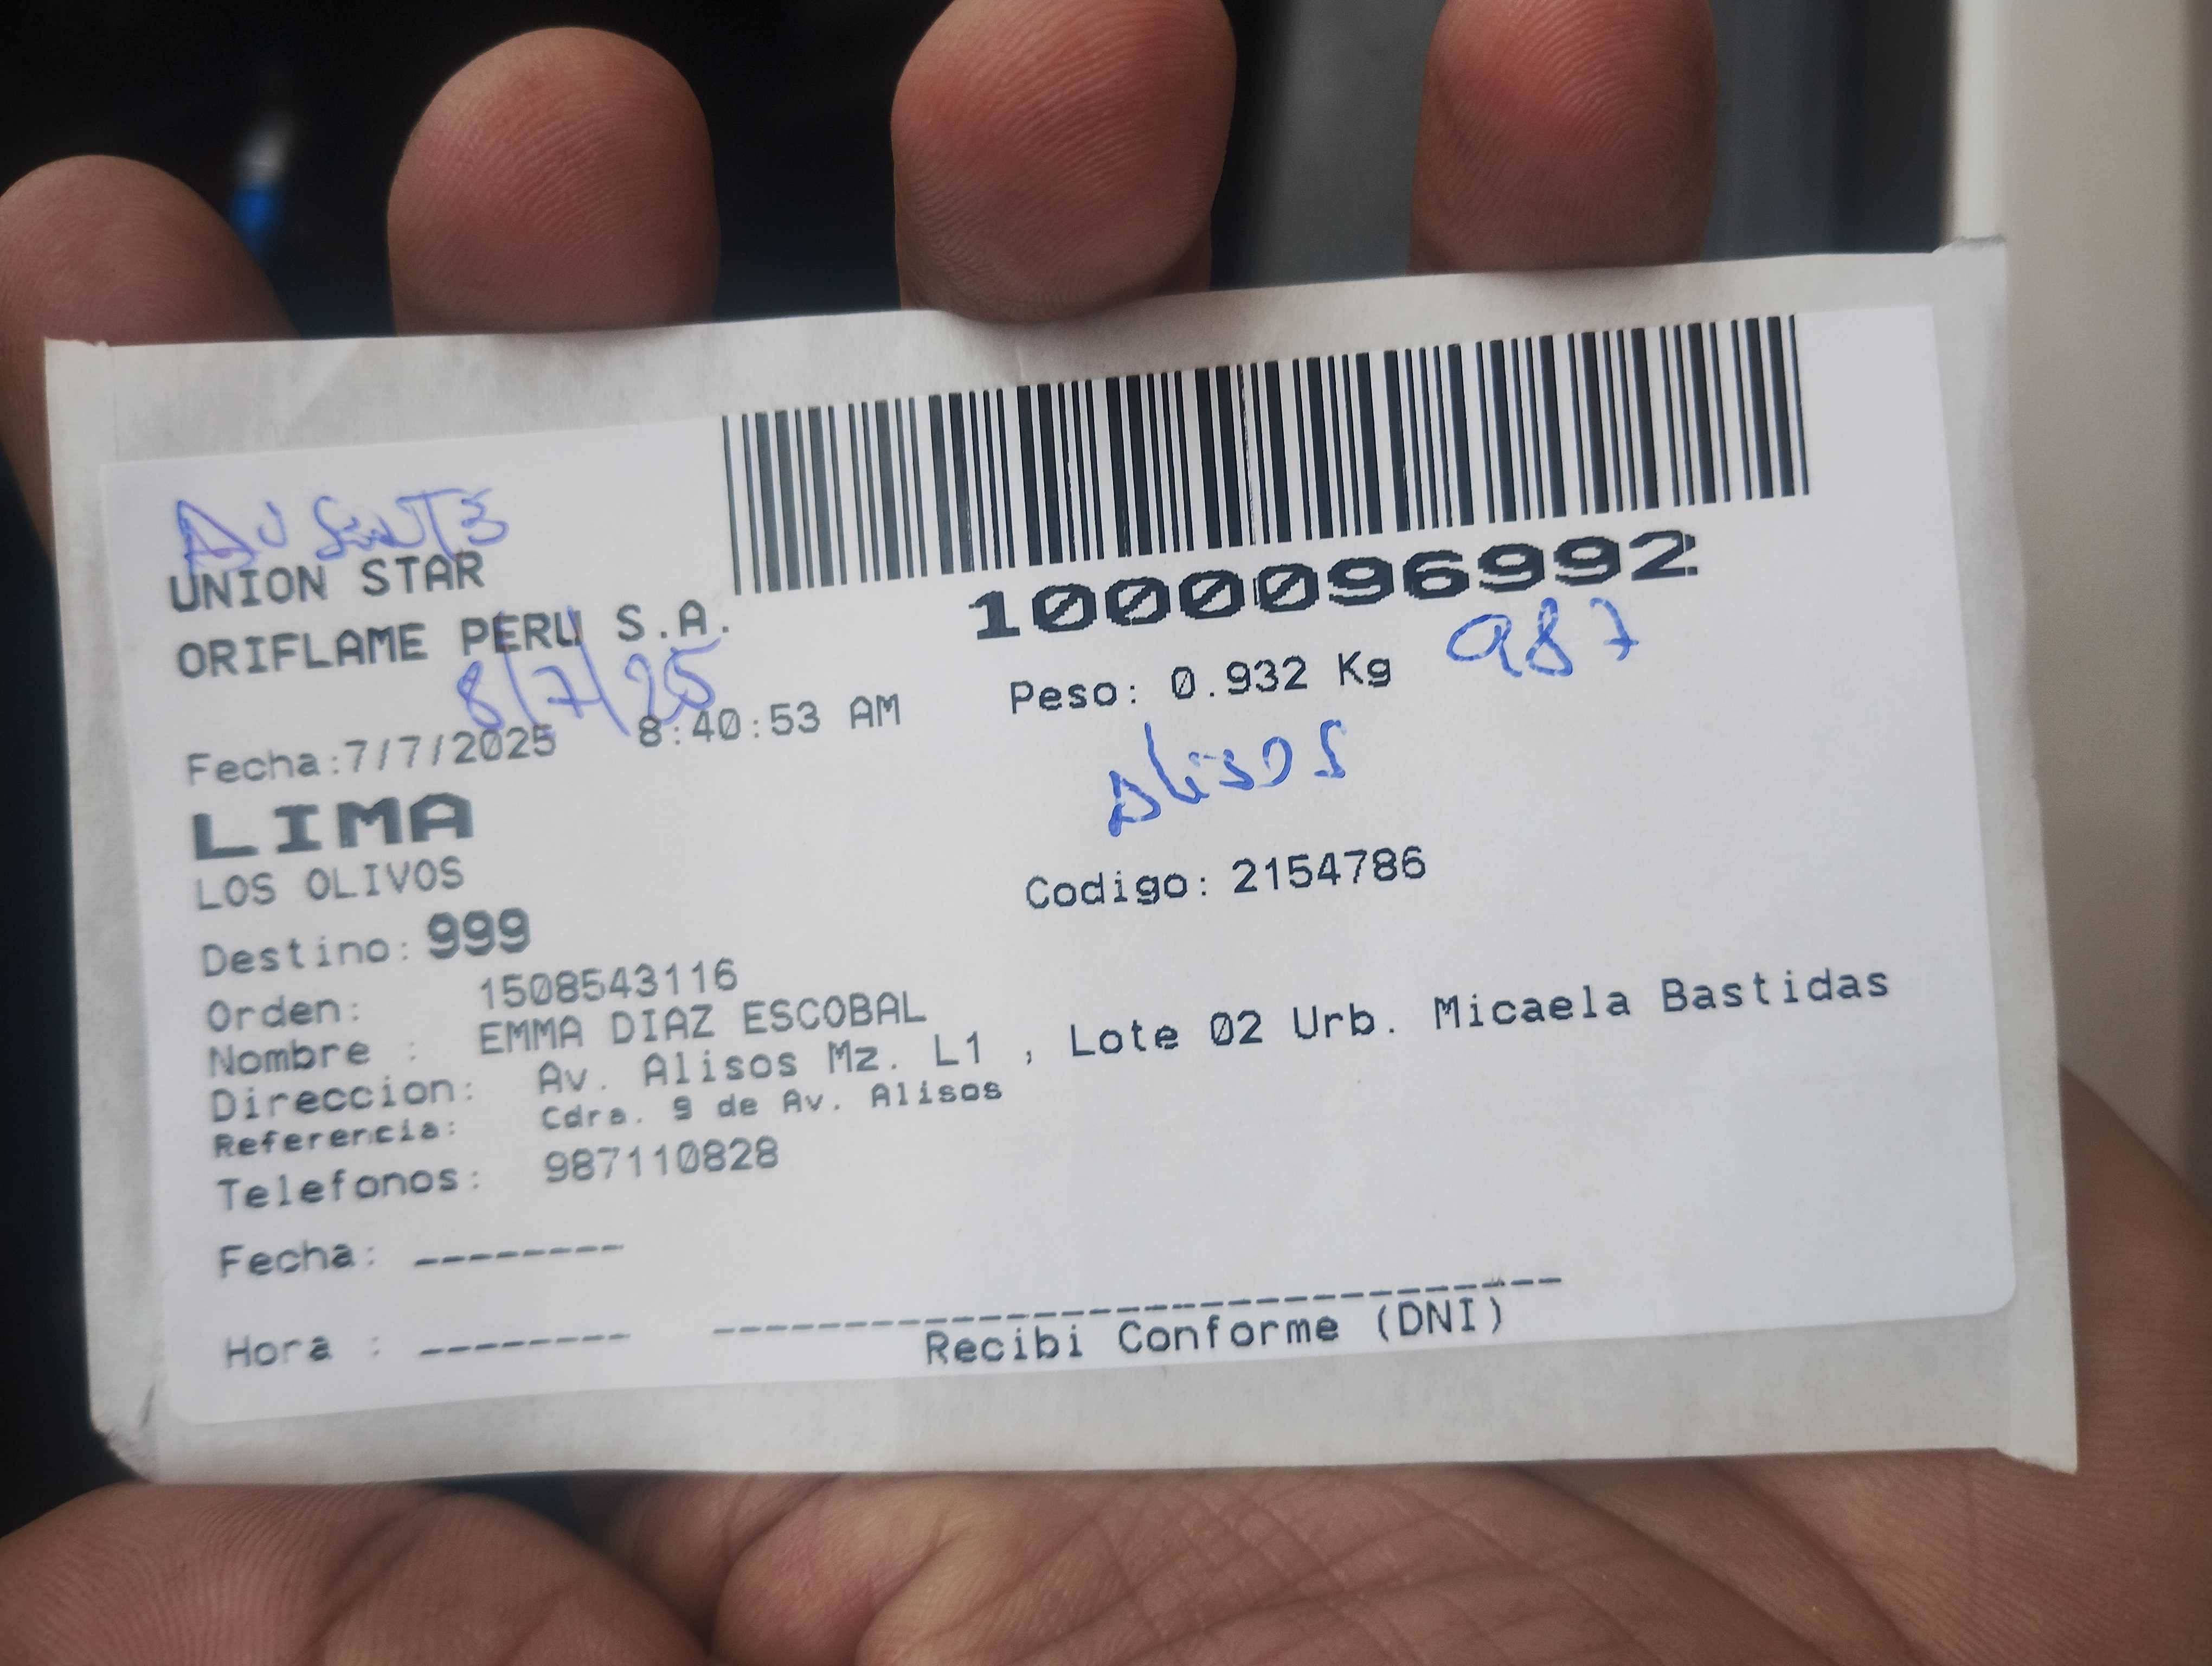 AUSENTE
UNION STAR
ORIFLAME PERU S.A.
8/7/25
1000096992
987
Peso: 0.932 Kg
Fecha:7/7/2025 8:40:53 AM
Alisos
LIMA
LOS OLIVOS
Codigo: 2154786
Destino: 999
Orden: 1508543116
Nombre : EMMA DIAZ ESCOBAL
Direccion: Av. Alisos Mz. L1 , Lote 02 Urb. Micaela Bastidas
Referencia: Cdra. 9 de Av. Alisos
Telefonos: 987110828
Fecha: --------
Hora : --------
Recibi Conforme (DNI)